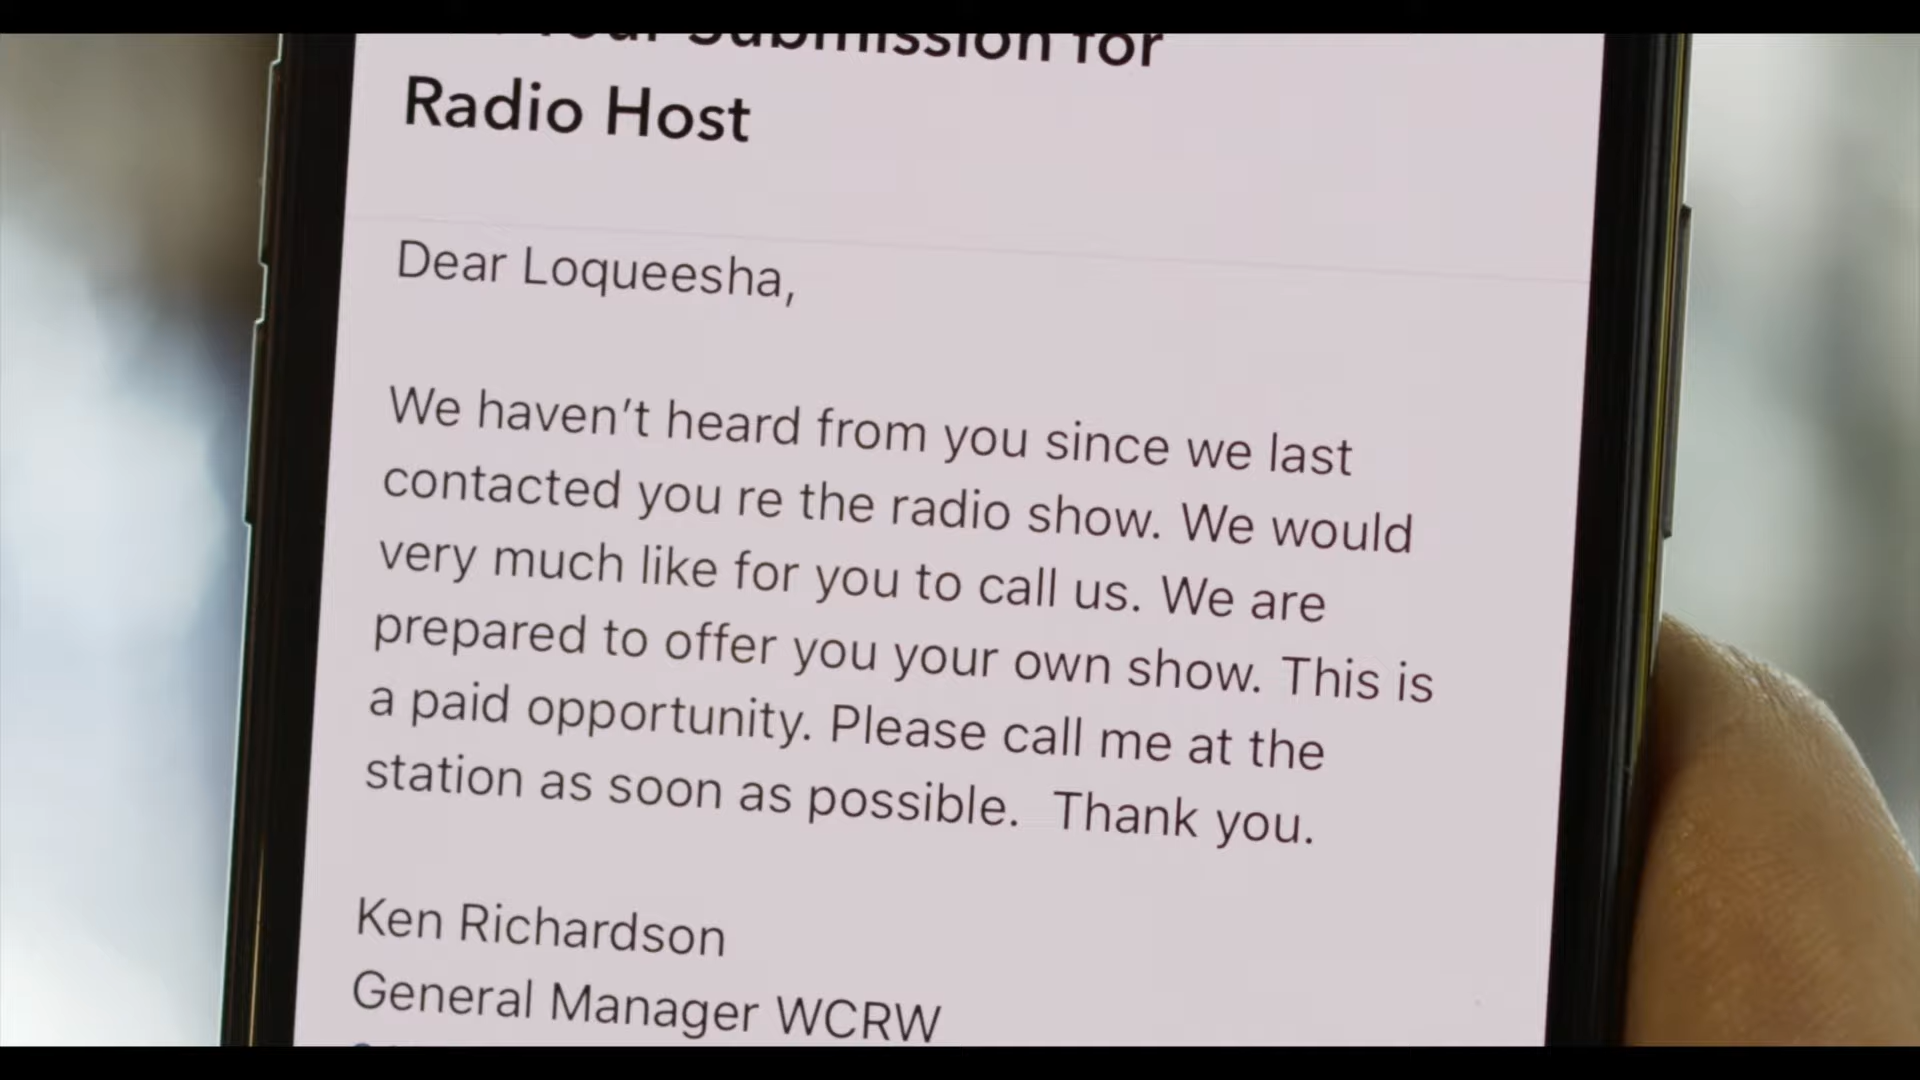 Your Submission for
Radio Host
Dear Loqueesha,
We haven't heard from you since we last
contacted you re the radio show. We would
very much like for you to call us. We are
prepared to offer you your own show. This is
a paid opportunity. Please call me at the
station as soon as possible.  Thank you.
Ken Richardson
General Manager WCRW